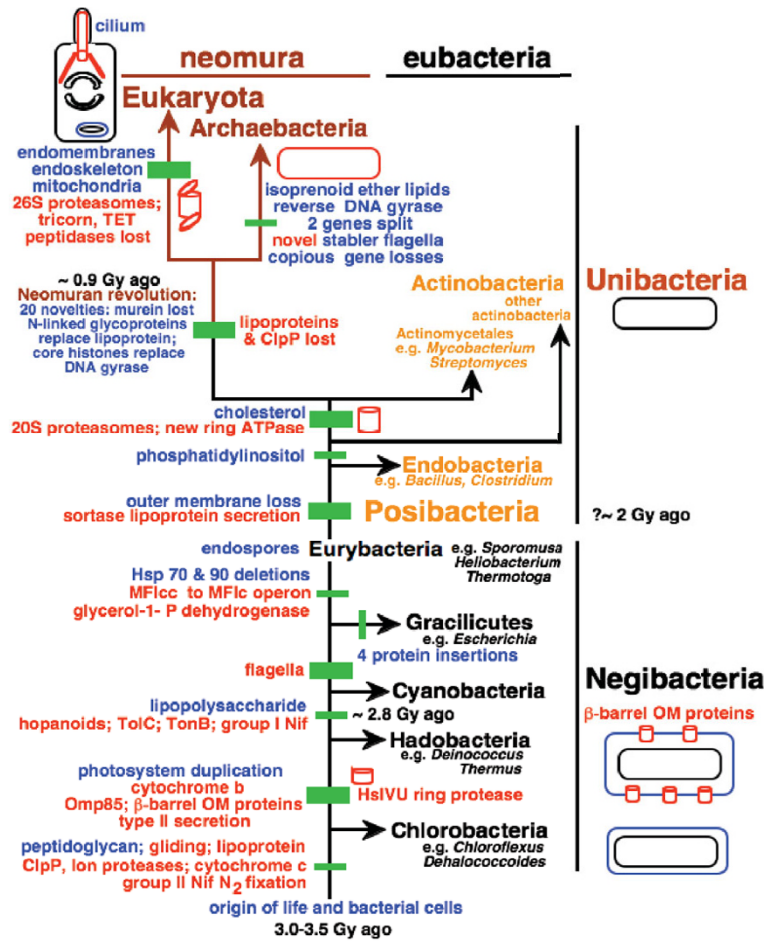 cilium
neomura
eubacteria
Eukaryota
Archaebacteria
endomembranes
endoskeleton
mitochondria
26S proteasomes;
tricorn, TET
peptidases lost
isoprenoid ether lipids
reverse DNA gyrase
2 genes split
novel stabler flagella
copious gene losses
~ 0.9 Gy ago
Neomuran revolution:
20 novelties: murein lost
N-linked glycoproteins
replace lipoprotein;
core histones replace
DNA gyrase
lipoproteins
& ClpP lost
Actinobacteria
other
actinobacteria
Actinomycetales
e.g. Mycobacterium
Streptomyces
Unibacteria
cholesterol
20S proteasomes; new ring ATPase
phosphatidylinositol
Endobacteria
e.g. Bacillus, Clostridium
outer membrane loss
sortase lipoprotein secretion
Posibacteria
?~ 2 Gy ago
endospores
Eurybacteria
e.g. Sporomusa
Heliobacterium
Thermotoga
Hsp 70 & 90 deletions
MFlcc to MFlc operon
glycerol-1- P dehydrogenase
Gracilicutes
e.g. Escherichia
4 protein insertions
flagella
Cyanobacteria
Negibacteria
lipopolysaccharide
hopanoids; TolC; TonB; group I Nif
~ 2.8 Gy ago
β-barrel OM proteins
Hadobacteria
e.g. Deinococcus
Thermus
photosystem duplication
cytochrome b
Omp85; β-barrel OM proteins
type II secretion
HslVU ring protease
Chlorobacteria
e.g. Chloroflexus
Dehalococcoides
peptidoglycan; gliding; lipoprotein
ClpP, lon proteases; cytochrome c
group II Nif N2 fixation
origin of life and bacterial cells
3.0-3.5 Gy ago